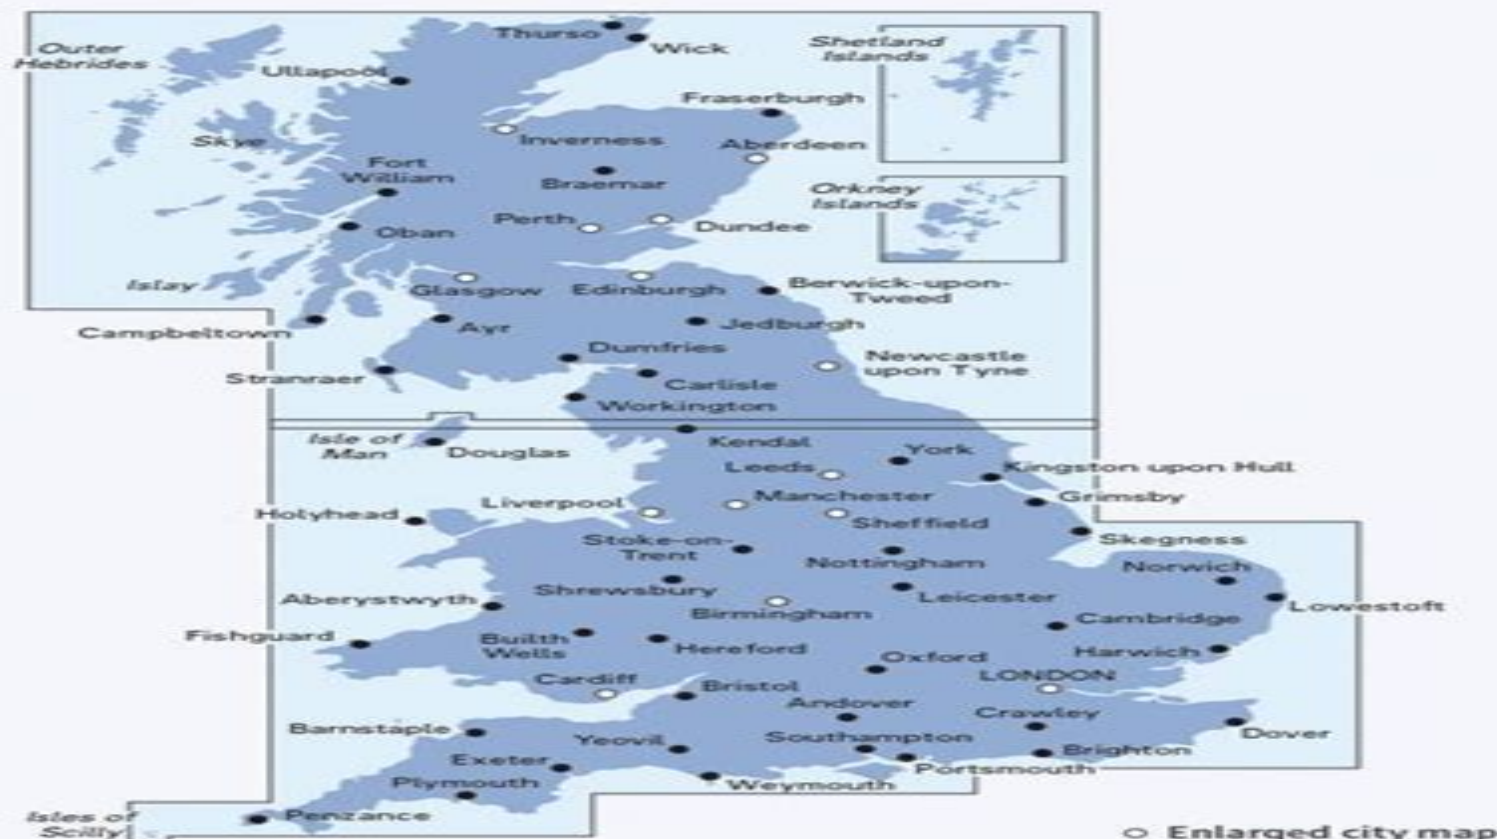 Thurso
Wick
Outer
Hebrides
Shetland
Islands
Ullapool
Fraserburgh
Skye
Inverness
Aberdeen
Fort
William
Braemar
Orkney
Islands
Perth
Dundee
Oban
Islay
Glasgow
Edinburgh
Berwick-upon-
Tweed
Campbeltown
Ayr
Jedburgh
Dumfries
Newcastle
upon Tyne
Stranraer
Carlisle
Workington
Isle of
Man
Douglas
Kendal
York
Leeds
Kingston upon Hull
Liverpool
Manchester
Grimsby
Holyhead
Sheffield
Stoke-on-
Trent
Skegness
Nottingham
Norwich
Shrewsbury
Aberystwyth
Birmingham
Leicester
Lowestoft
Cambridge
Fishguard
Builth
Wells
Hereford
Harwich
Oxford
Cardiff
LONDON
Bristol
Andover
Crawley
Barnstaple
Yeovil
Southampton
Dover
Brighton
Exeter
Portsmouth
Plymouth
Weymouth
Isles of
Scilly
Penzance
Enlarged city map